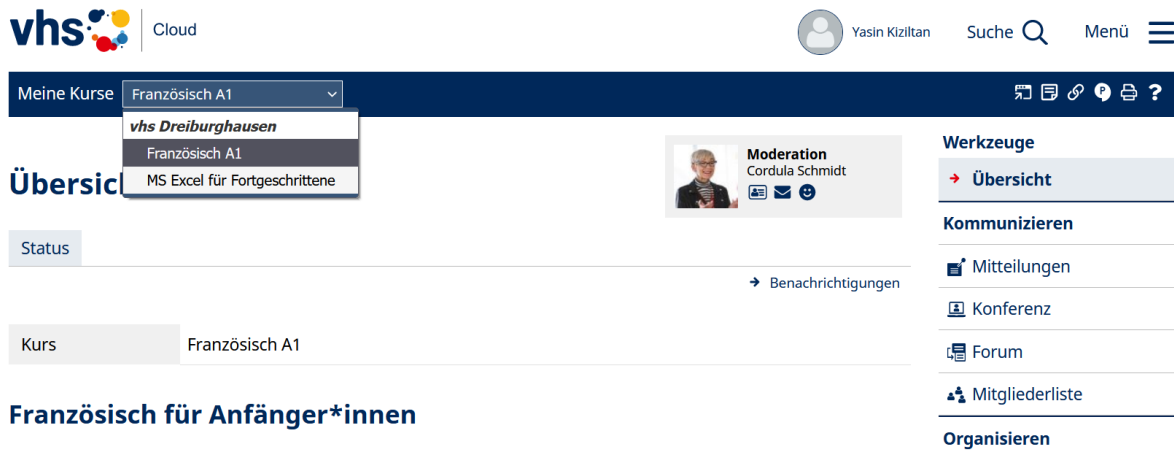 vhs Cloud
Yasin Kiziltan
Suche
Menü
Meine Kurse Französisch A1
vhs Dreiburghausen
Französisch A1
MS Excel für Fortgeschrittene
Moderation
Cordula Schmidt
Status
Benachrichtigungen
Kurs Französisch A1
Französisch für Anfänger*innen
Werkzeuge
Übersicht
Kommunizieren
Mitteilungen
Konferenz
Forum
Mitgliederliste
Organisieren